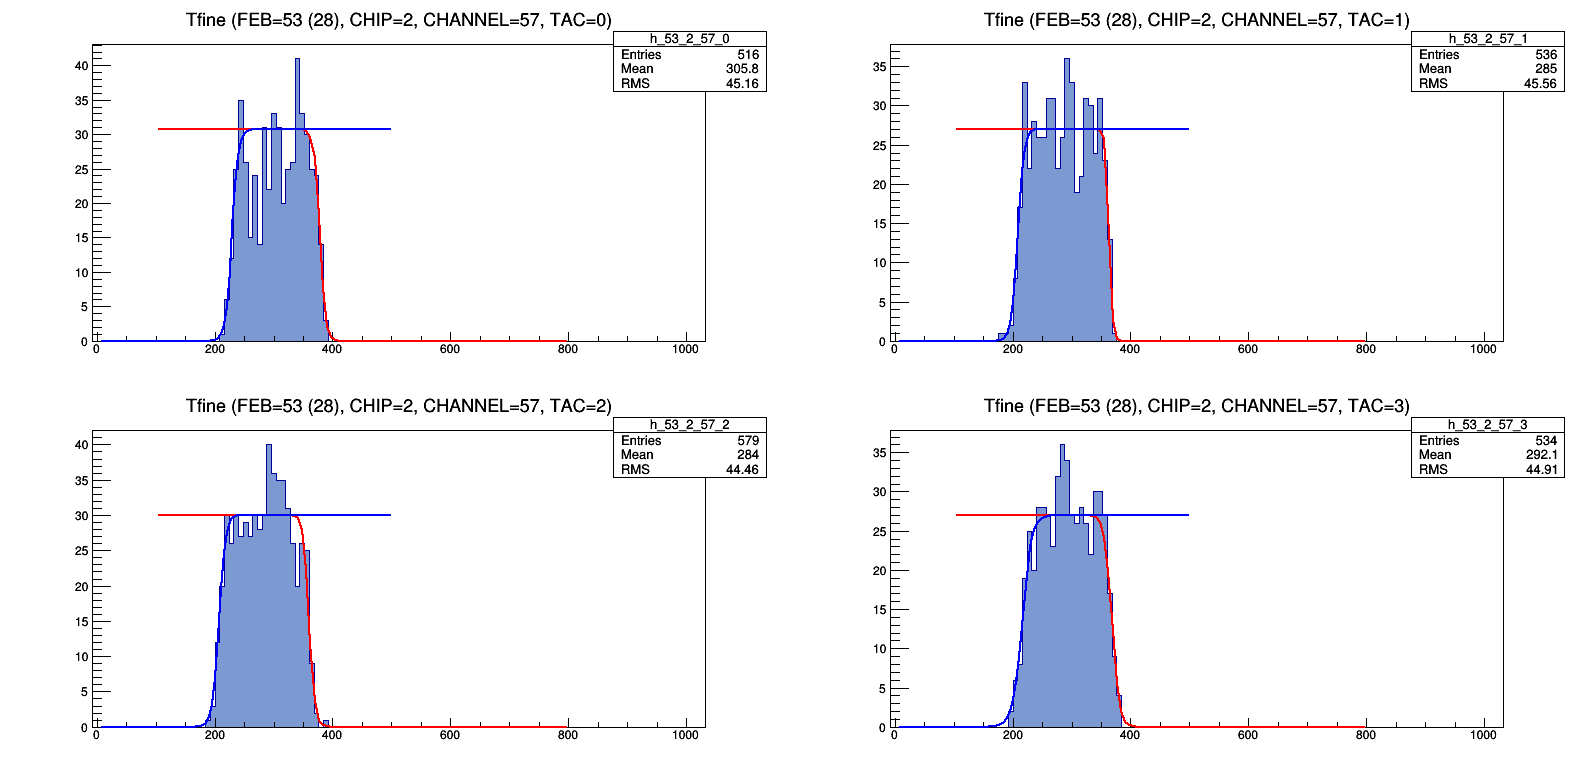 Tfine (FEB=53 (28), CHIP=2, CHANNEL=57, TAC=0)
h_53_2_57_0
Entries 516
Mean 305.8
RMS 45.16
40
35
30
25
20
15
10
5
0
0 200 400 600 800 1000
Tfine (FEB=53 (28), CHIP=2, CHANNEL=57, TAC=1)
h_53_2_57_1
Entries 536
Mean 285
RMS 45.56
35
30
25
20
15
10
5
0
0 200 400 600 800 1000
Tfine (FEB=53 (28), CHIP=2, CHANNEL=57, TAC=2)
h_53_2_57_2
Entries 579
Mean 284
RMS 44.46
40
35
30
25
20
15
10
5
0
0 200 400 600 800 1000
Tfine (FEB=53 (28), CHIP=2, CHANNEL=57, TAC=3)
h_53_2_57_3
Entries 534
Mean 292.1
RMS 44.91
35
30
25
20
15
10
5
0
0 200 400 600 800 1000